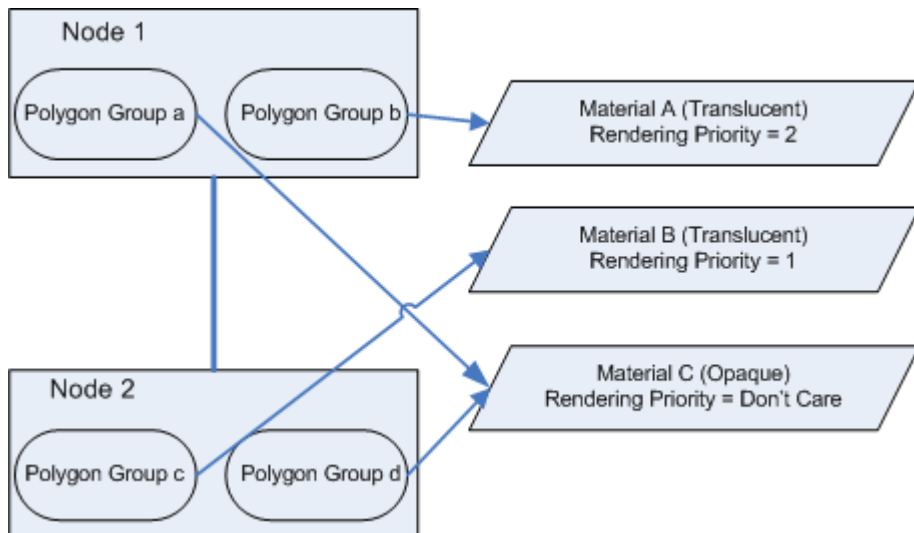 Node 1
Polygon Group a
Polygon Group b
Material A (Translucent)
Rendering Priority = 2
Material B (Translucent)
Rendering Priority = 1
Node 2
Material C (Opaque)
Rendering Priority = Don't Care
Polygon Group c
Polygon Group d